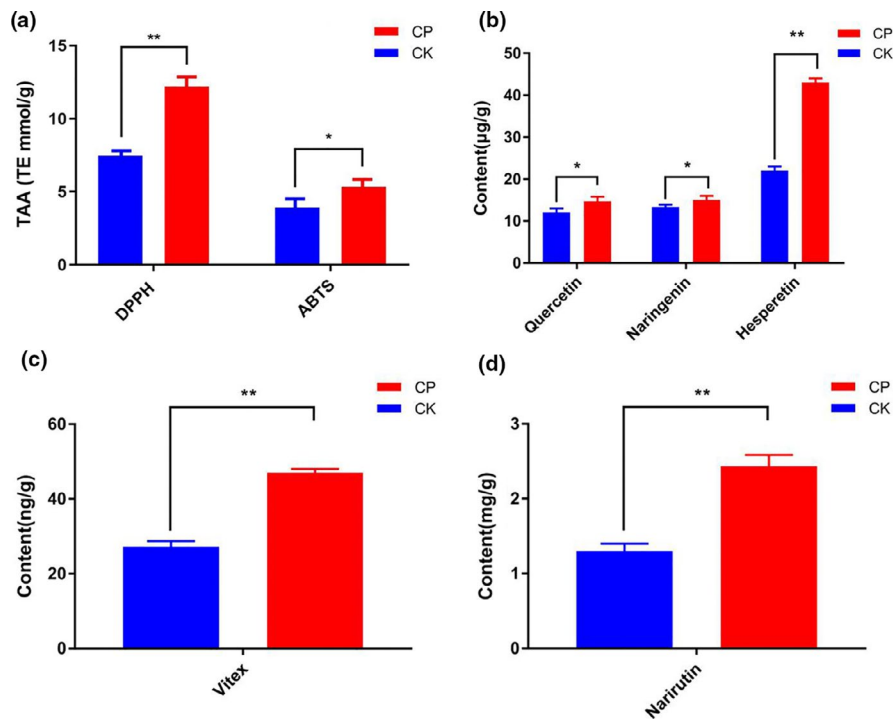 (a)
CP
CK
TAA (TE mmol/g)
15
10
5
0
**
*
DPPH
ABTS
(b)
CP
CK
Content(μg/g)
50
40
30
20
10
0
*
*
**
Quercetin
Naringenin
Hesperetin
(c)
CP
CK
Content(ng/g)
60
40
20
0
**
Vitex
(d)
CP
CK
Content(mg/g)
3
2
1
0
**
Narirutin